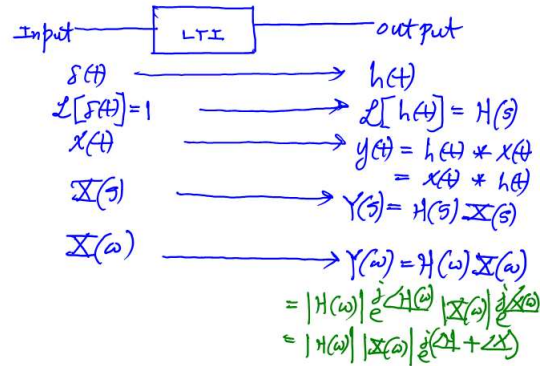 Input LTI output
δ(t) h(t)
ℒ[δ(t)]=1 ℒ[h(t)] = H(s)
x(t) y(t) = h(t) * x(t)
= x(t) * h(t)
X(s) Y(s) = H(s) X(s)
X(ω) Y(ω) = H(ω) X(ω)
= |H(ω)| e^j∠H(ω) |X(ω)| e^j∠X(ω)
= |H(ω)| |X(ω)| e^j(∠H + ∠X)